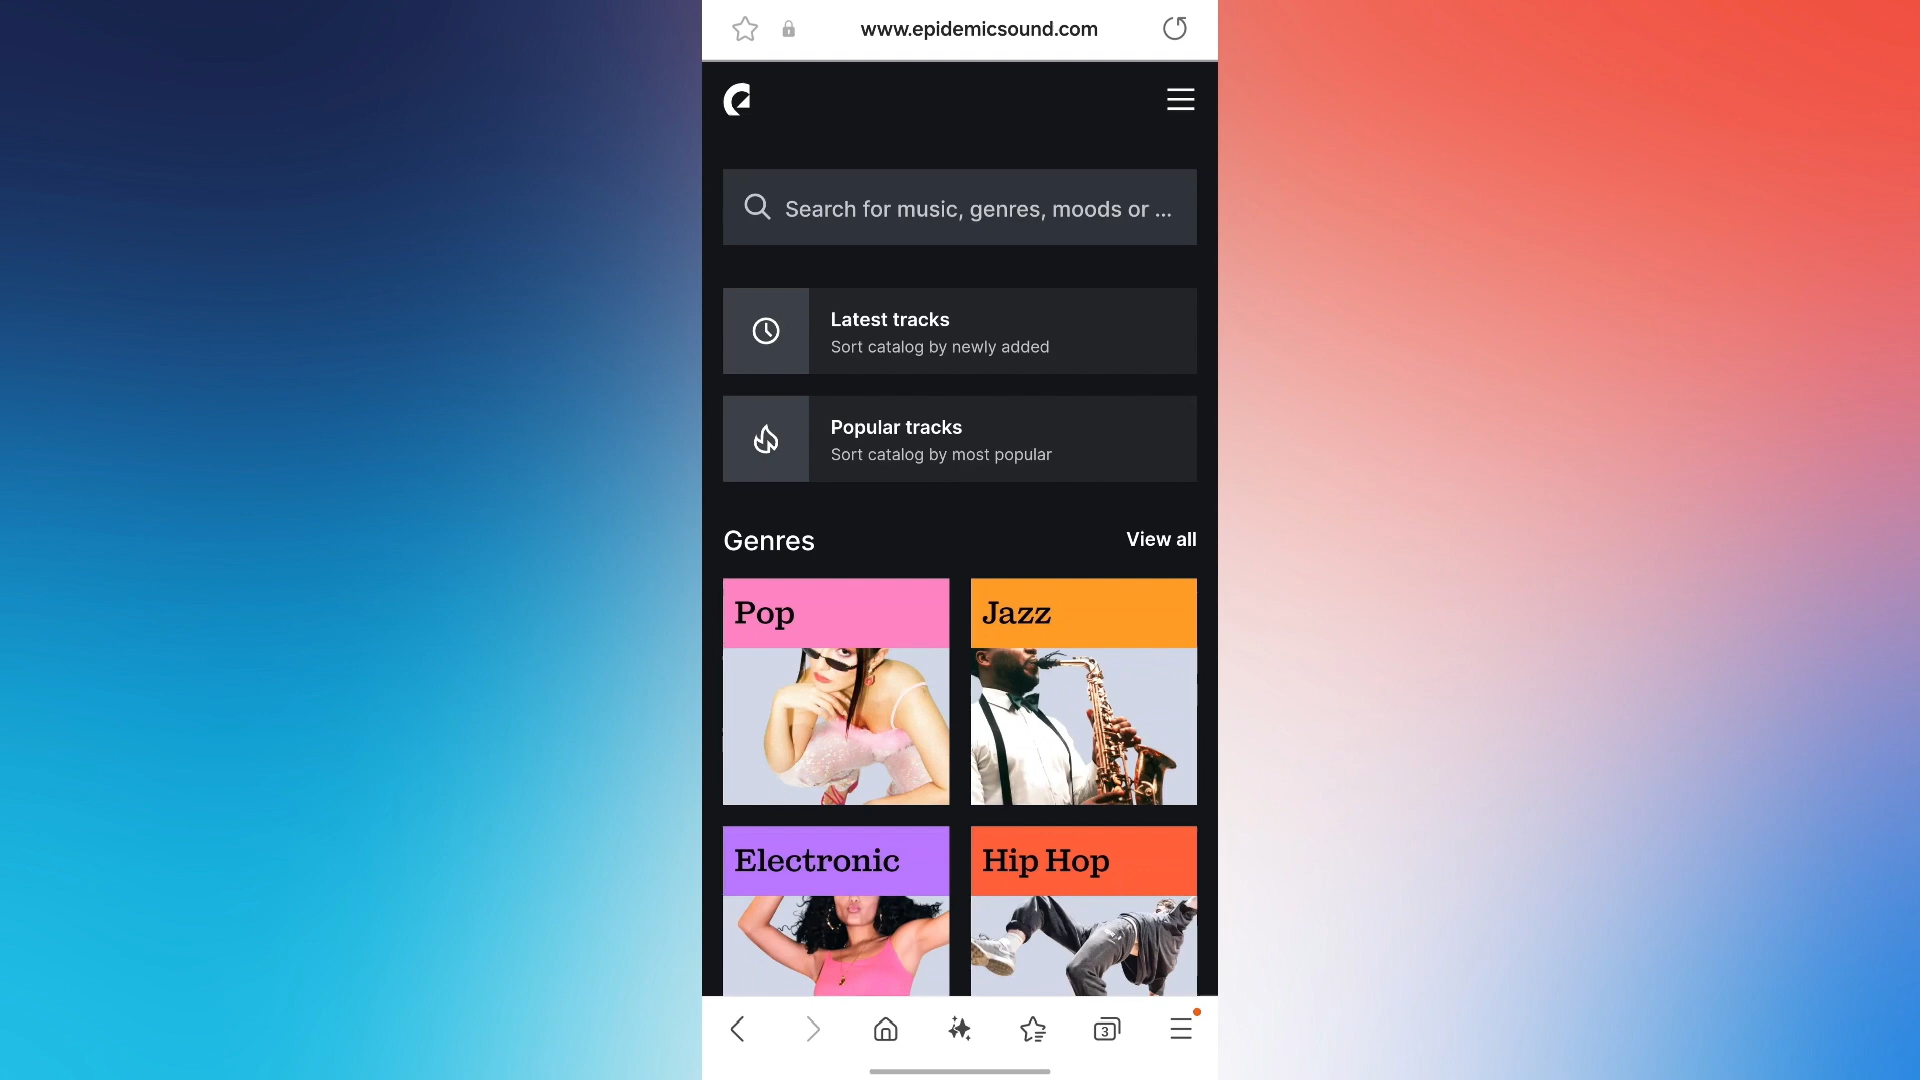 www.epidemicsound.com
Search for music, genres, moods or ...
Latest tracks
Sort catalog by newly added
Popular tracks
Sort catalog by most popular
Genres
View all
Pop
Jazz
Electronic
Hip Hop
3